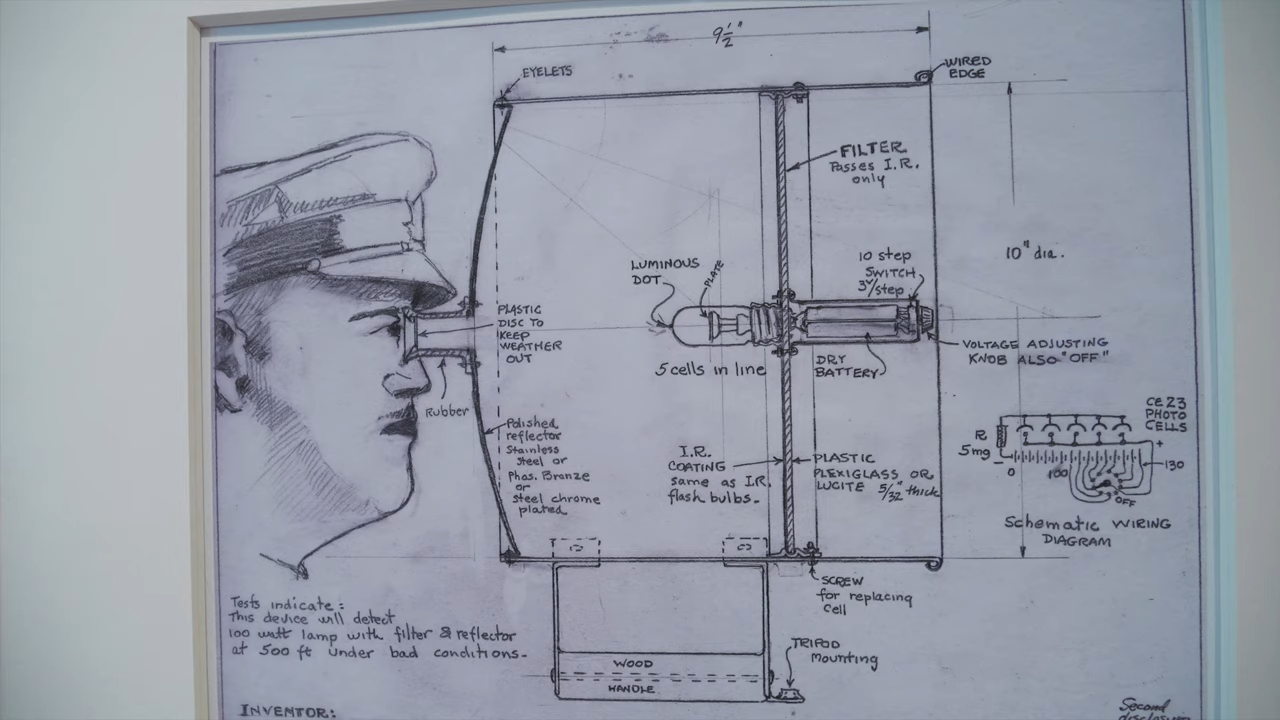 9½"
EYELETS
WIRED
EDGE
FILTER
Passes I.R.
only
10" dia.
LUMINOUS
DOT
PLATE
10 step
SWITCH
3v/step
PLASTIC
DISC TO
KEEP
WEATHER
OUT
VOLTAGE ADJUSTING
KNOB ALSO "OFF"
5 cells in line
DRY
BATTERY
Rubber
CE 23
PHOTO
CELLS
R
5mg
+
-
0
100
130
OFF
Schematic WIRING
DIAGRAM
Polished
reflector
Stainless
steel or
Phos. Bronze
or
steel chrome
plated
I.R.
COATING
same as I.R.
flash bulbs.
PLASTIC
PLEXIGLASS OR
LUCITE 5/32" thick
SCREW
for replacing
cell
Tests indicate:
This device will detect
100 watt lamp with filter & reflector
at 500 ft under bad conditions.
TRIPOD
Mounting
WOOD
HANDLE
INVENTOR:
Second
disclosure